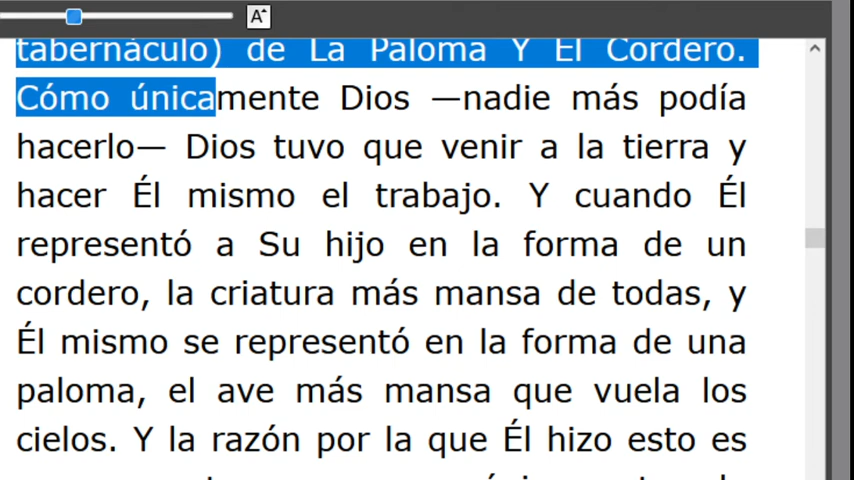 A
tabernáculo) de La Paloma Y El Cordero.
Cómo únicamente Dios —nadie más podía
hacerlo— Dios tuvo que venir a la tierra y
hacer Él mismo el trabajo. Y cuando Él
representó a Su hijo en la forma de un
cordero, la criatura más mansa de todas, y
Él mismo se representó en la forma de una
paloma, el ave más mansa que vuela los
cielos. Y la razón por la que Él hizo esto es